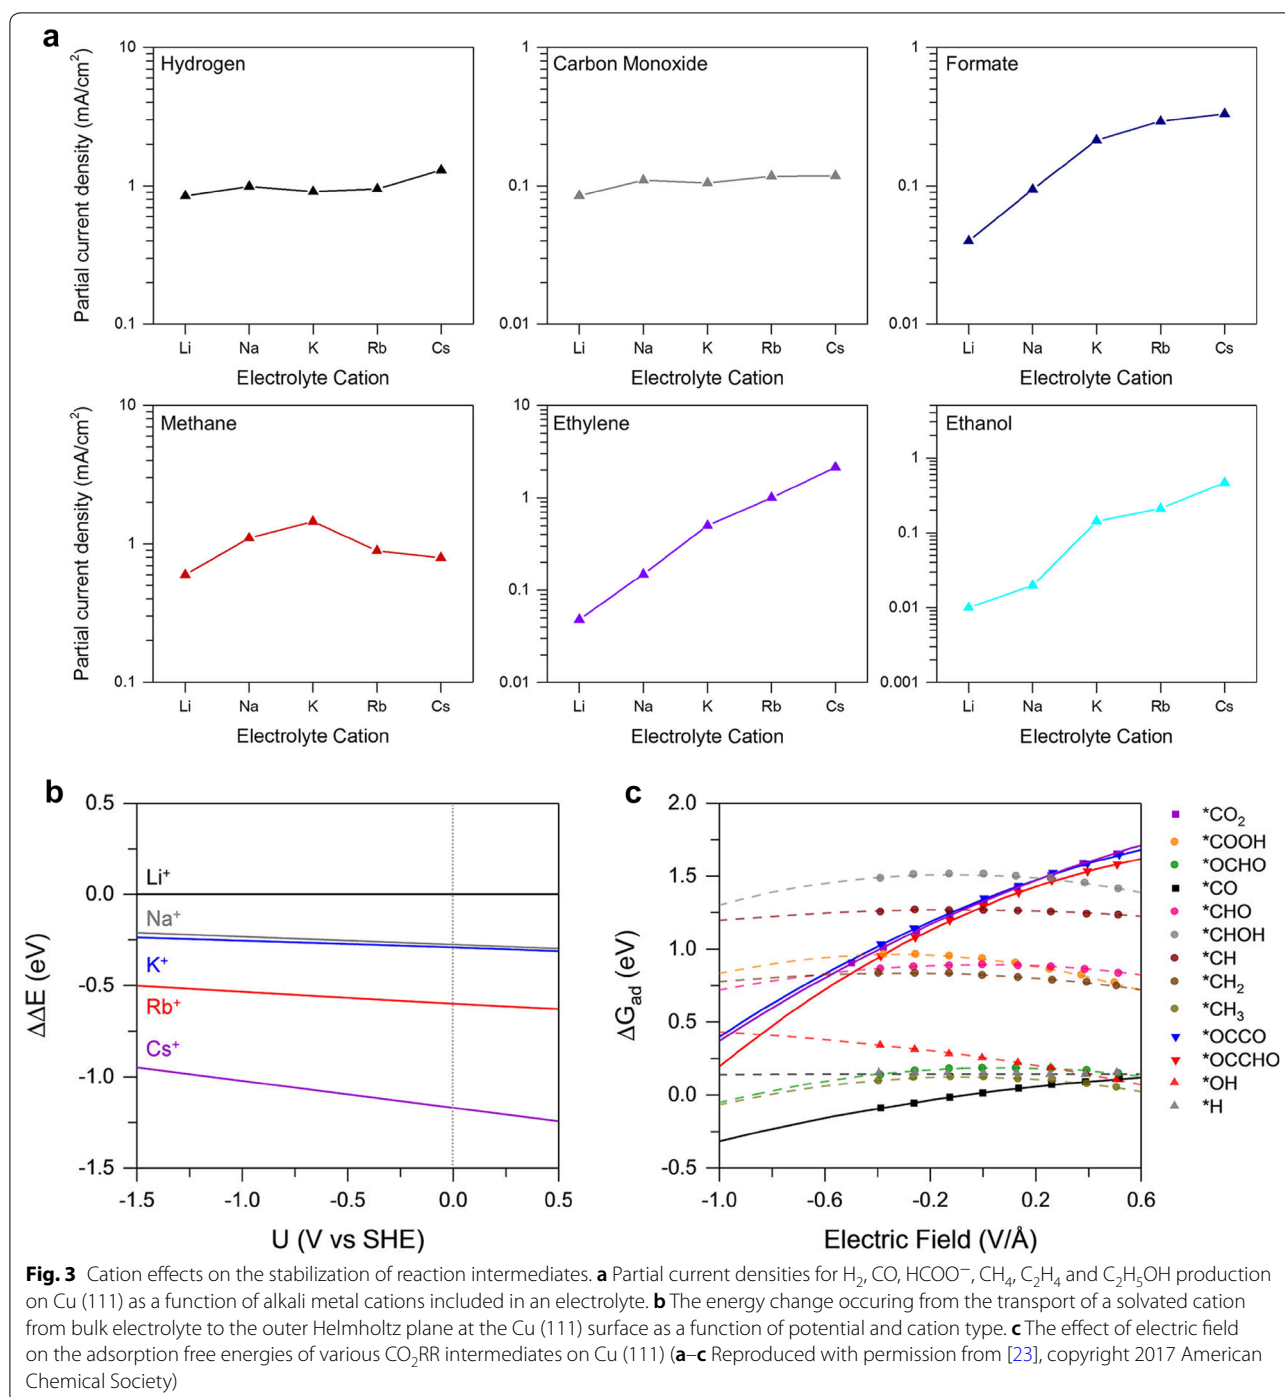 a
Hydrogen
Carbon Monoxide
Formate
Partial current density (mA/cm²)
10
1
0.1
1
0.1
0.01
1
0.1
0.01
Li Na K Rb Cs
Li Na K Rb Cs
Li Na K Rb Cs
Electrolyte Cation
Electrolyte Cation
Electrolyte Cation
Methane
Ethylene
Ethanol
Partial current density (mA/cm²)
10
1
0.1
10
1
0.1
0.01
1
0.1
0.01
0.001
Li Na K Rb Cs
Li Na K Rb Cs
Li Na K Rb Cs
Electrolyte Cation
Electrolyte Cation
Electrolyte Cation
b
ΔΔE (eV)
0.5
0.0
-0.5
-1.0
-1.5
Li⁺
Na⁺
K⁺
Rb⁺
Cs⁺
-1.5 -1.0 -0.5 0.0 0.5
U (V vs SHE)
c
ΔG_ad (eV)
2.0
1.5
1.0
0.5
0.0
-0.5
-1.0 -0.6 -0.2 0.2 0.6
Electric Field (V/Å)
*CO₂
*COOH
*OCHO
*CO
*CHO
*CHOH
*CH
*CH₂
*CH₃
*OCCO
*OCCHO
*OH
*H
Fig. 3 Cation effects on the stabilization of reaction intermediates. a Partial current densities for H₂, CO, HCOO⁻, CH₄, C₂H₄ and C₂H₅OH production
on Cu (111) as a function of alkali metal cations included in an electrolyte. b The energy change occuring from the transport of a solvated cation
from bulk electrolyte to the outer Helmholtz plane at the Cu (111) surface as a function of potential and cation type. c The effect of electric field
on the adsorption free energies of various CO₂RR intermediates on Cu (111) (a–c Reproduced with permission from [23], copyright 2017 American
Chemical Society)